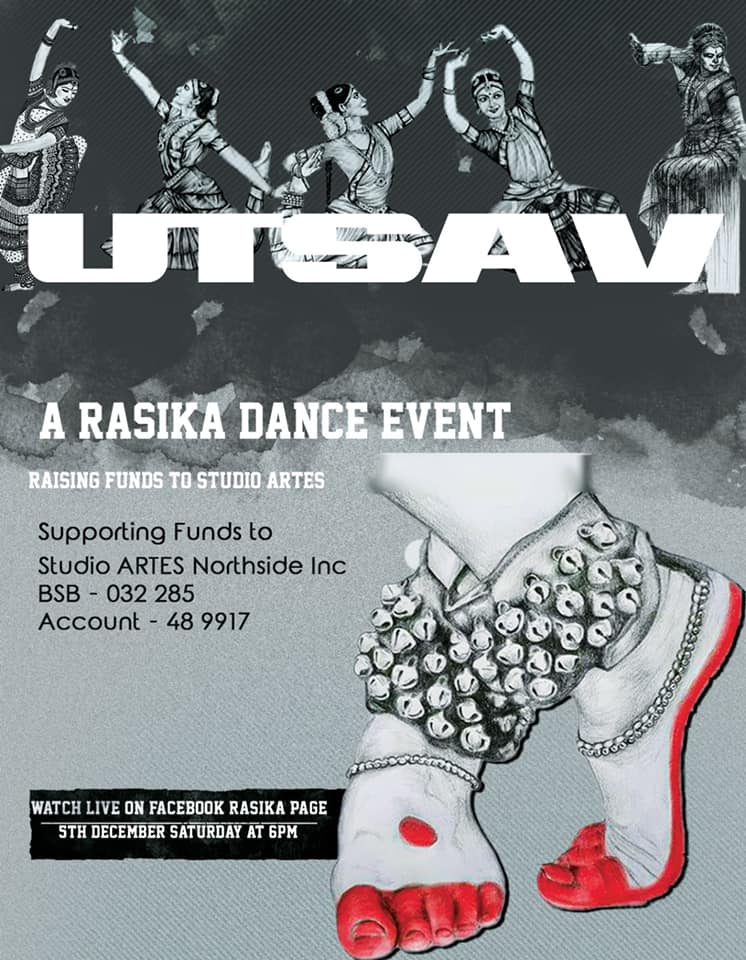 UTSAV
A RASIKA DANCE EVENT
RAISING FUNDS TO STUDIO ARTES
Supporting Funds to
Studio ARTES Northside Inc
BSB - 032 285
Account - 48 9917
WATCH LIVE ON FACEBOOK RASIKA PAGE
5TH DECEMBER SATURDAY AT 6PM